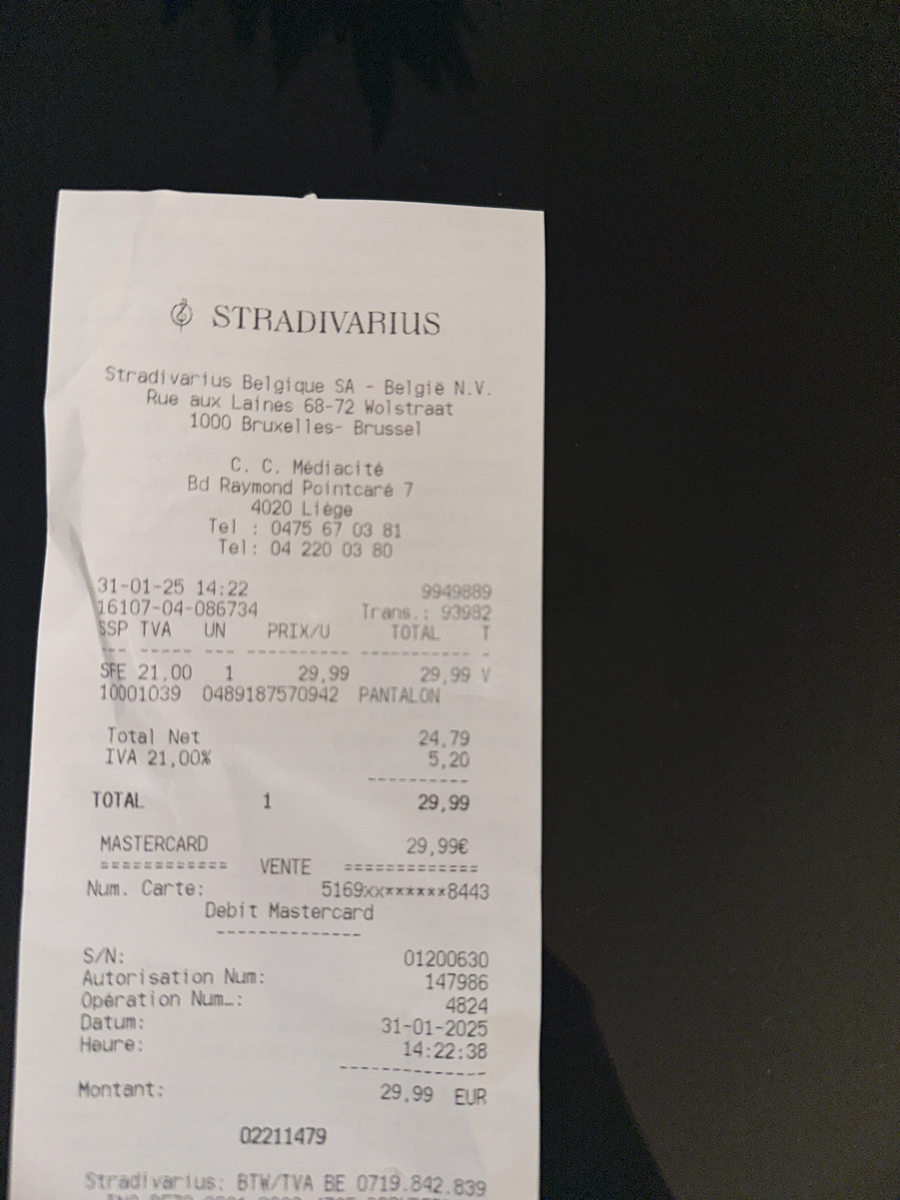 STRADIVARIUS
Stradivarius Belgique SA - België N.V.
Rue aux Laines 68-72 Wolstraat
1000 Bruxelles- Brussel
C. C. Médiacité
Bd Raymond Pointcaré 7
4020 Liège
Tel : 0475 67 03 81
Tel: 04 220 03 80
31-01-25 14:22 9949889
16107-04-086734 Trans.: 93982
SSP TVA UN PRIX/U TOTAL T
--- ----- --- ---------- ----------- -
SFE 21,00 1 29,99 29,99 V
10001039 0489187570942 PANTALON
Total Net 24,79
IVA 21,00% 5,20
----------
TOTAL 1 29,99
MASTERCARD 29,99€
============ VENTE =============
Num. Carte: 5169xx******8443
Debit Mastercard
--------------
S/N: 01200630
Autorisation Num: 147986
Opération Num…: 4824
Datum: 31-01-2025
Heure: 14:22:38
--------------
Montant: 29,99 EUR
02211479
Stradivarius: BTW/TVA BE 0719.842.839